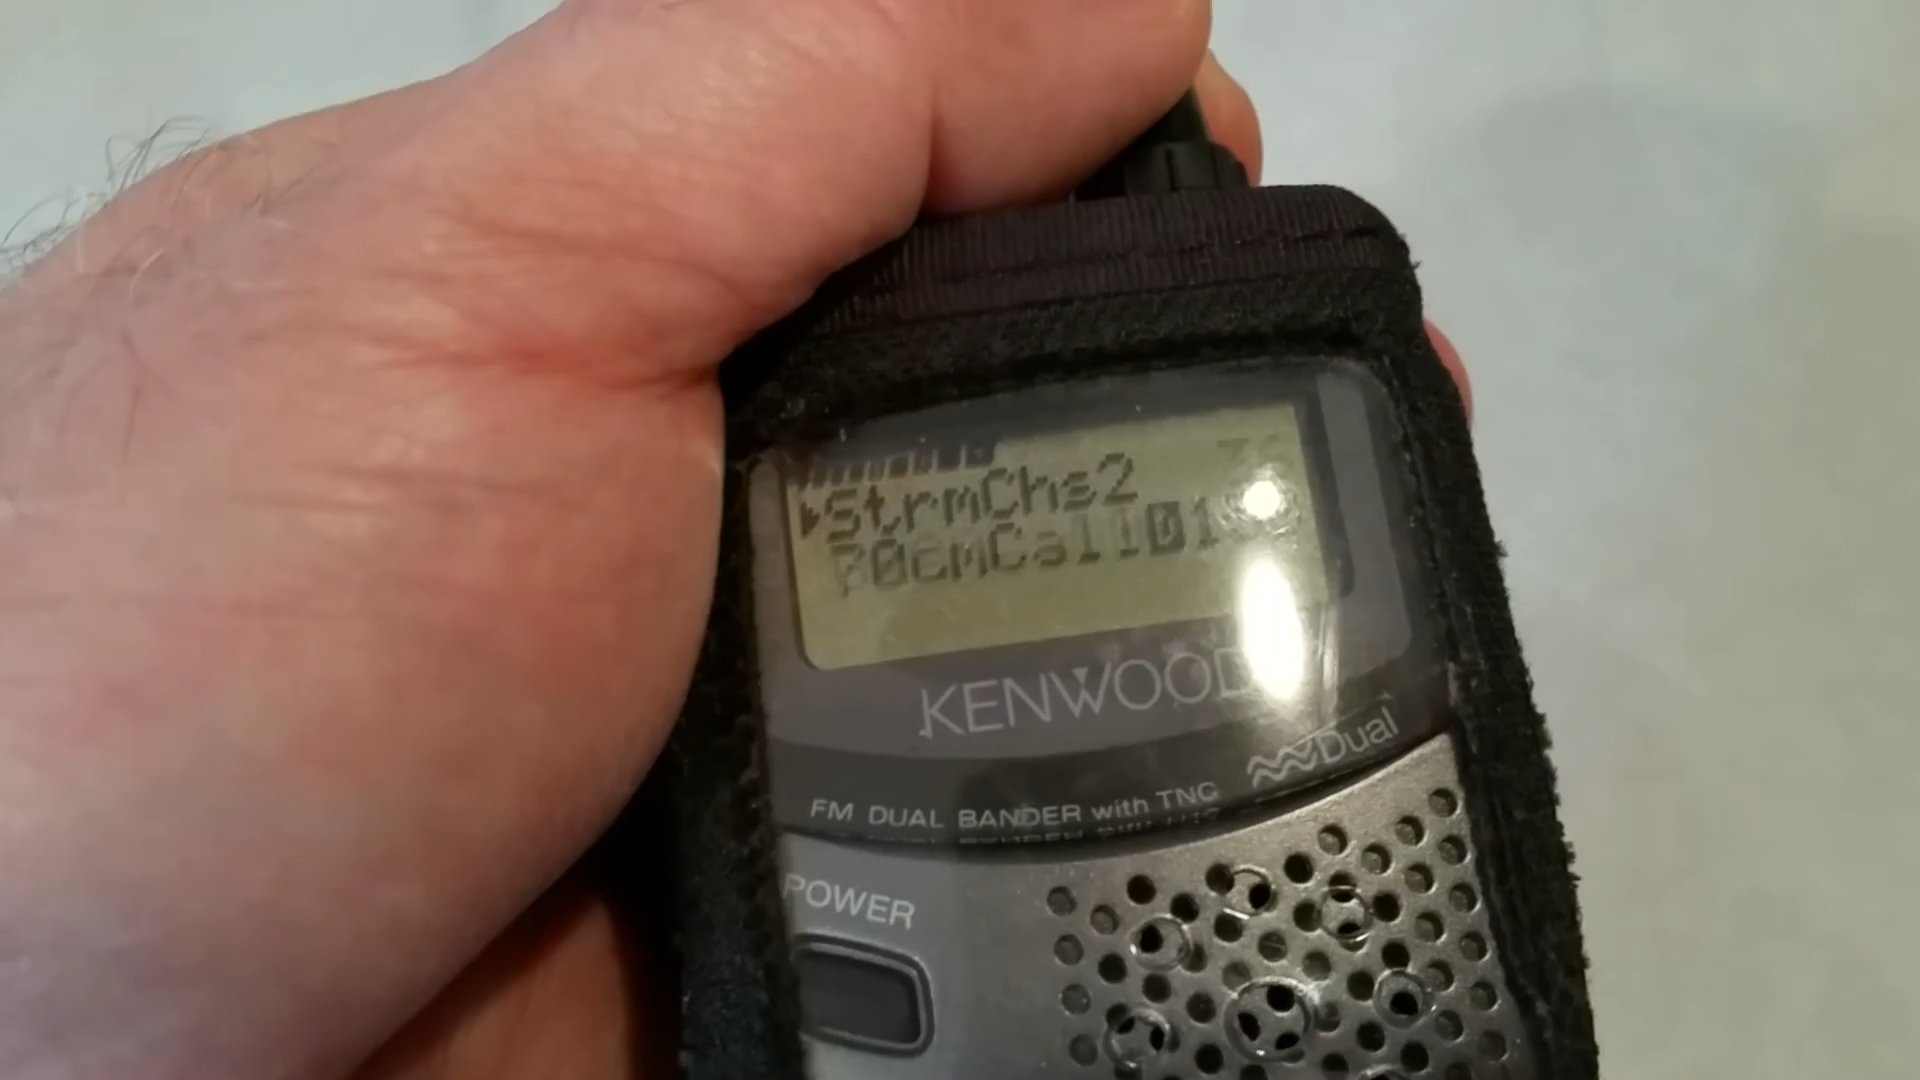 StrmChs2
KENWOOD
Dual
FM DUAL BANDER with TNC
POWER